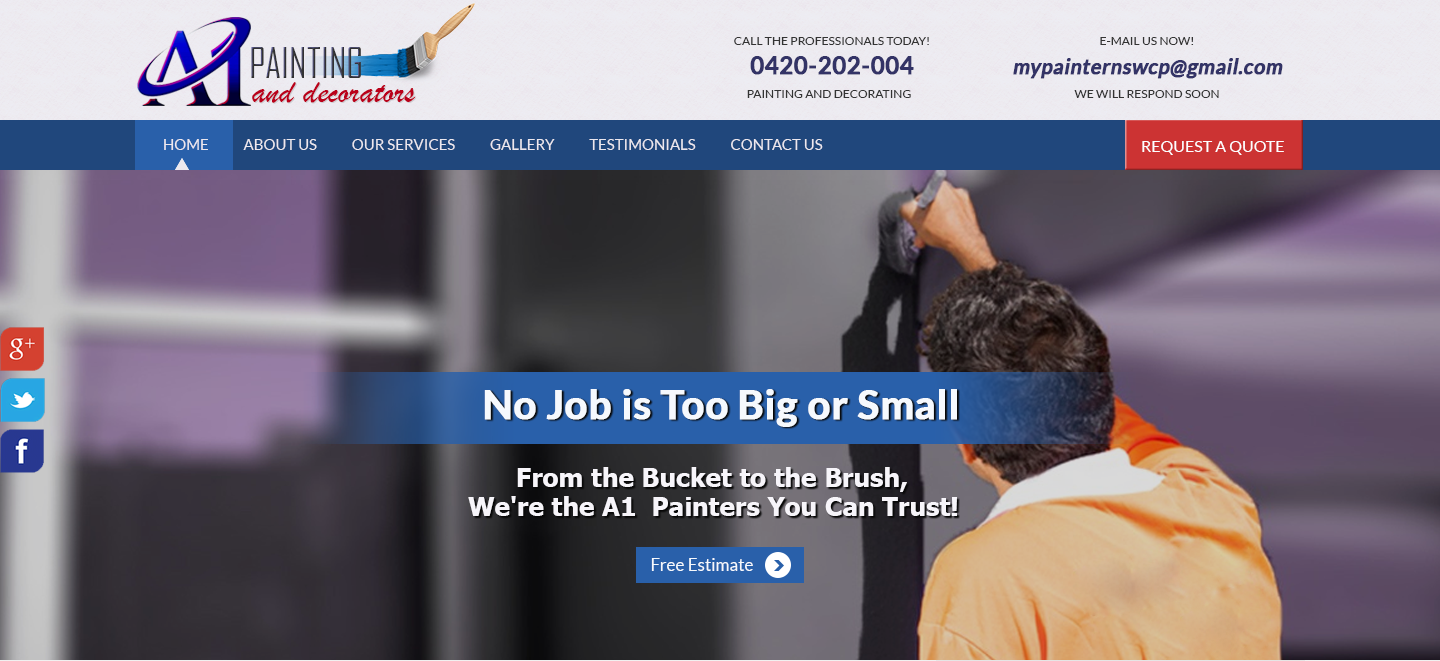 A1 PAINTING
and decorators
CALL THE PROFESSIONALS TODAY!
0420-202-004
PAINTING AND DECORATING
E-MAIL US NOW!
mypainternswcp@gmail.com
WE WILL RESPOND SOON
HOME
ABOUT US
OUR SERVICES
GALLERY
TESTIMONIALS
CONTACT US
REQUEST A QUOTE
g+
f
No Job is Too Big or Small
From the Bucket to the Brush,
We're the A1 Painters You Can Trust!
Free Estimate